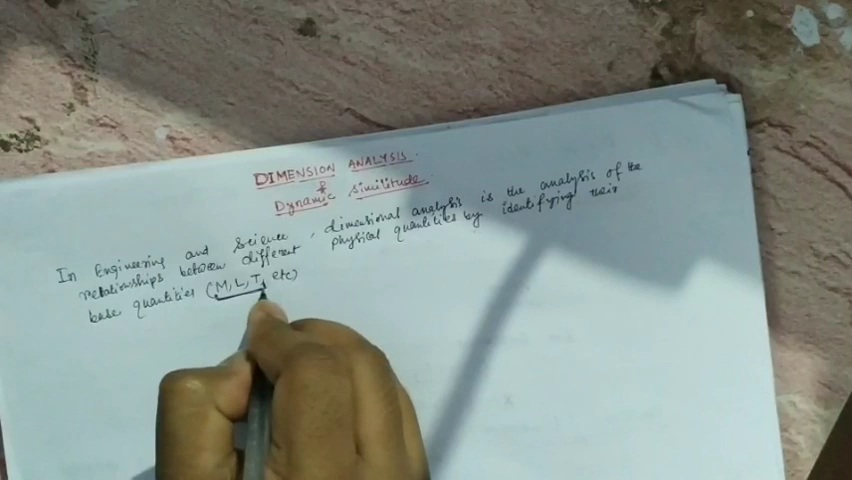 DIMENSION ANALYSIS
&
Dynamic similitude
In Engineering and science, dimensional analysis is the analysis of the
relationships between different physical quantities by identifying their
base quantities (M, L, T, etc)